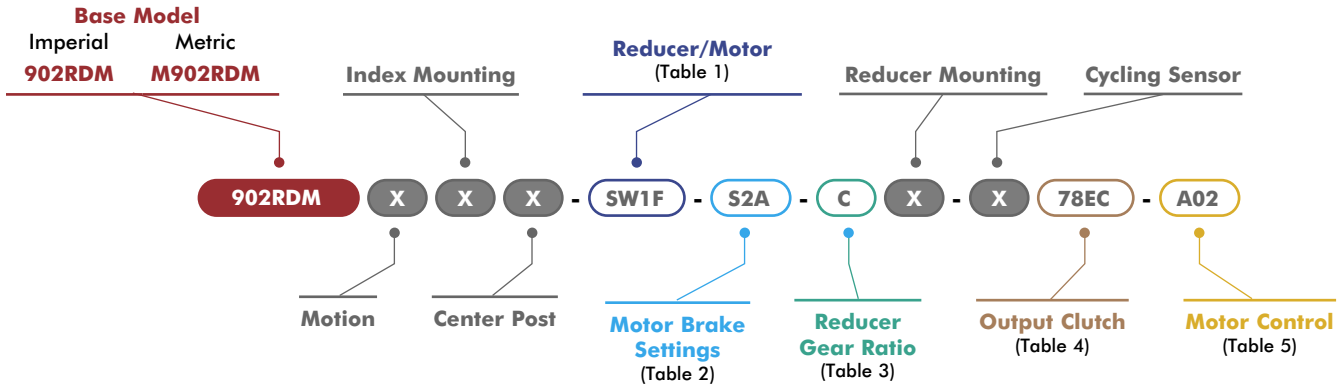 Base Model
Imperial Metric
902RDM M902RDM
Index Mounting
Reducer/Motor
(Table 1)
Reducer Mounting
Cycling Sensor
902RDM X X X - SW1F - S2A - C X - X 78EC - A02
Motion
Center Post
Motor Brake
Settings
(Table 2)
Reducer
Gear Ratio
(Table 3)
Output Clutch
(Table 4)
Motor Control
(Table 5)